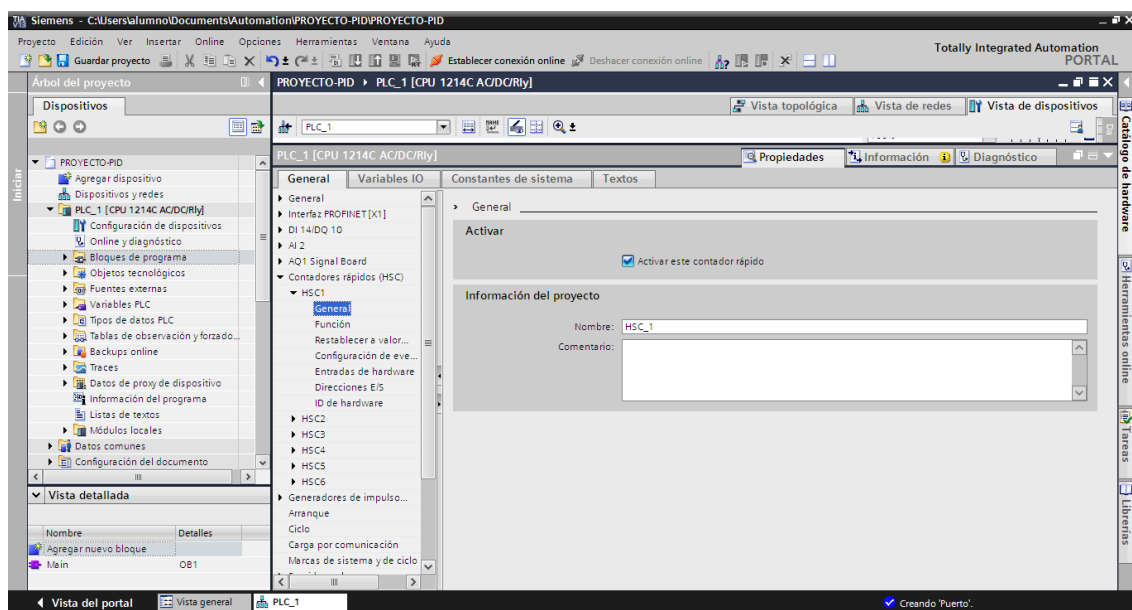 Siemens - C:\Users\alumno\Documents\Automation\PROYECTO-PID\PROYECTO-PID
Proyecto Edición Ver Insertar Online Opciones Herramientas Ventana Ayuda
Totally Integrated Automation
PORTAL
Guardar proyecto
Establecer conexión online
Deshacer conexión online
Árbol del proyecto
PROYECTO-PID PLC_1 [CPU 1214C AC/DC/Rly]
Dispositivos
Vista topológica
Vista de redes
Vista de dispositivos
PLC_1
Iniciar
PROYECTO-PID
Agregar dispositivo
Dispositivos y redes
PLC_1 [CPU 1214C AC/DC/Rly]
Configuración de dispositivos
Online y diagnóstico
Bloques de programa
Objetos tecnológicos
Fuentes externas
Variables PLC
Tipos de datos PLC
Tablas de observación y forzado...
Backups online
Traces
Datos de proxy de dispositivo
Información del programa
Listas de textos
Módulos locales
Datos comunes
Configuración del documento
Vista detallada
Nombre Detalles
Agregar nuevo bloque
Main OB1
PLC_1 [CPU 1214C AC/DC/Rly]
Propiedades
Información
Diagnóstico
General
Variables IO
Constantes de sistema
Textos
General
Interfaz PROFINET [X1]
DI 14/DQ 10
AI 2
AQ1 Signal Board
Contadores rápidos (HSC)
HSC1
General
Función
Restablecer a valor...
Configuración de eve...
Entradas de hardware
Direcciones E/S
ID de hardware
HSC2
HSC3
HSC4
HSC5
HSC6
Generadores de impulso...
Arranque
Ciclo
Carga por comunicación
Marcas de sistema y de ciclo
General
Activar
Activar este contador rápido
Información del proyecto
Nombre: HSC_1
Comentario:
Catálogo de hardware
Herramientas online
Tareas
Librerías
Vista del portal
Vista general
PLC_1
Creando 'Puerto'.